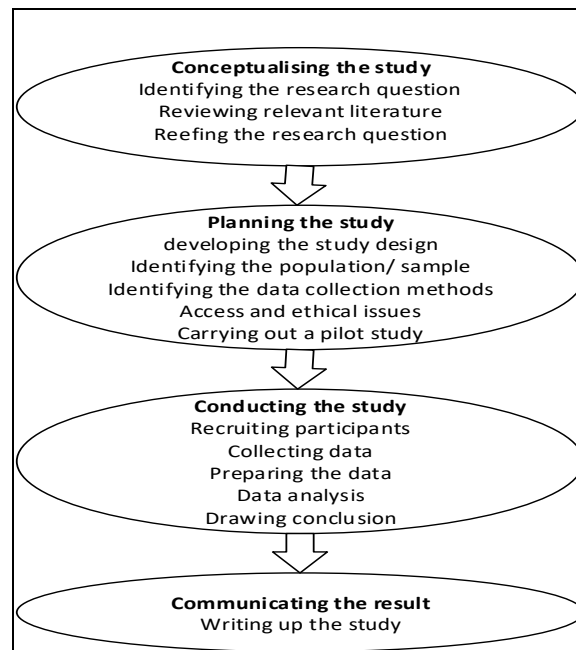 Conceptualising the study
Identifying the research question
Reviewing relevant literature
Reefing the research question
Planning the study
developing the study design
Identifying the population/ sample
Identifying the data collection methods
Access and ethical issues
Carrying out a pilot study
Conducting the study
Recruiting participants
Collecting data
Preparing the data
Data analysis
Drawing conclusion
Communicating the result
Writing up the study